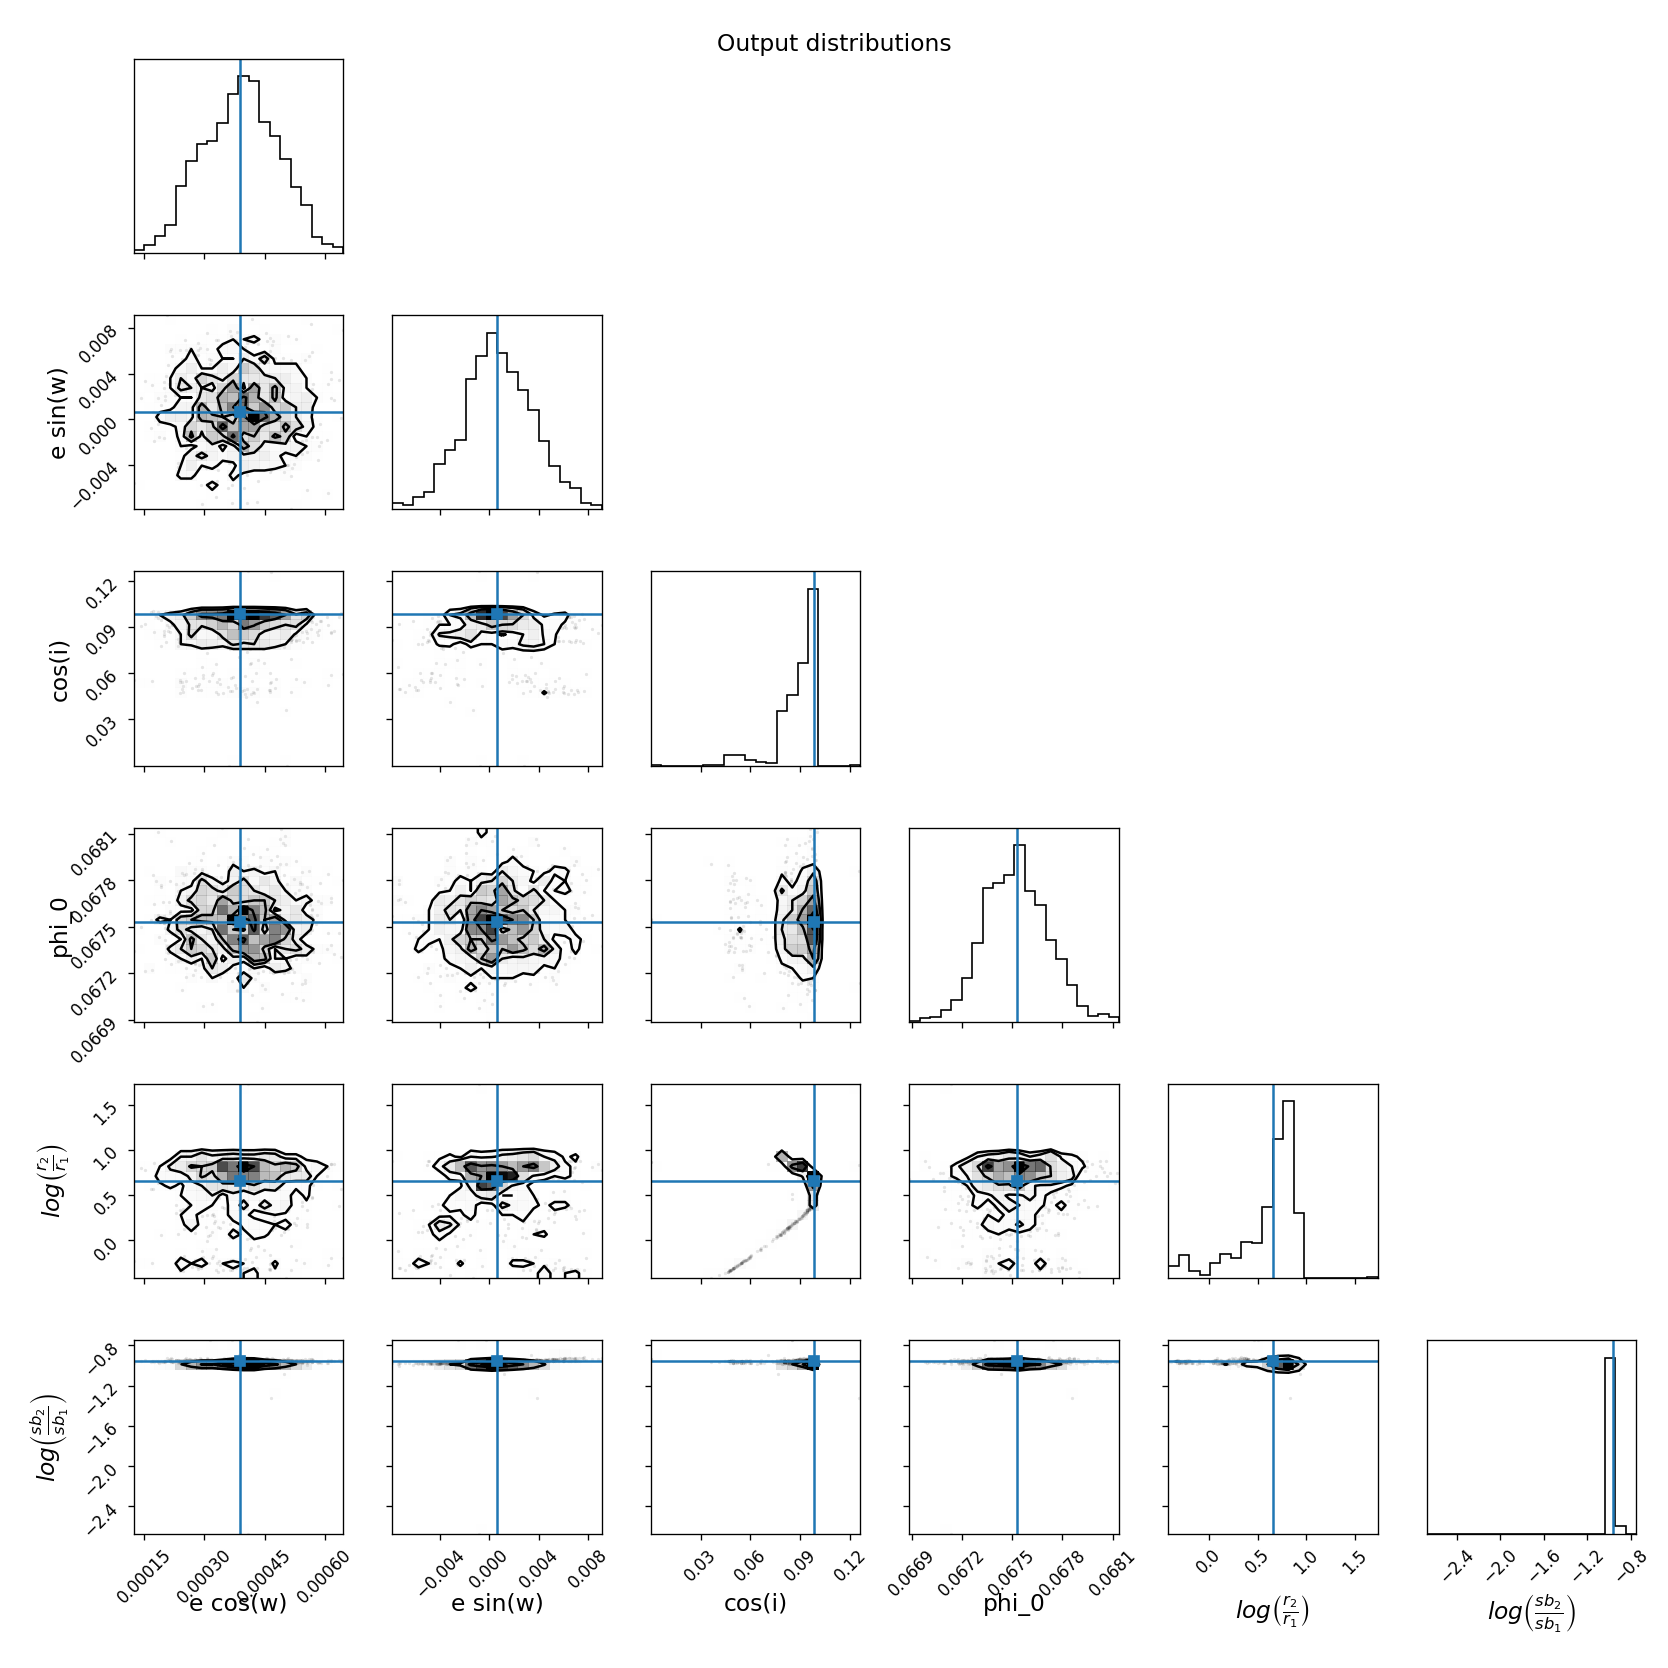 Output distributions
e sin(w)
0.008
0.004
0.000
−0.004
cos(i)
0.12
0.09
0.06
0.03
phi_0
0.0681
0.0678
0.0675
0.0672
0.0669
log(r₂/r₁)
1.5
1.0
0.5
0.0
log(sb₂/sb₁)
−0.8
−1.2
−1.6
−2.0
−2.4
0.00015 0.00030 0.00045 0.00060
−0.004 0.000 0.004 0.008
0.03 0.06 0.09 0.12
0.0669 0.0672 0.0675 0.0678 0.0681
0.0 0.5 1.0 1.5
−2.4 −2.0 −1.6 −1.2 −0.8
e cos(w)
e sin(w)
cos(i)
phi_0
log(r₂/r₁)
log(sb₂/sb₁)